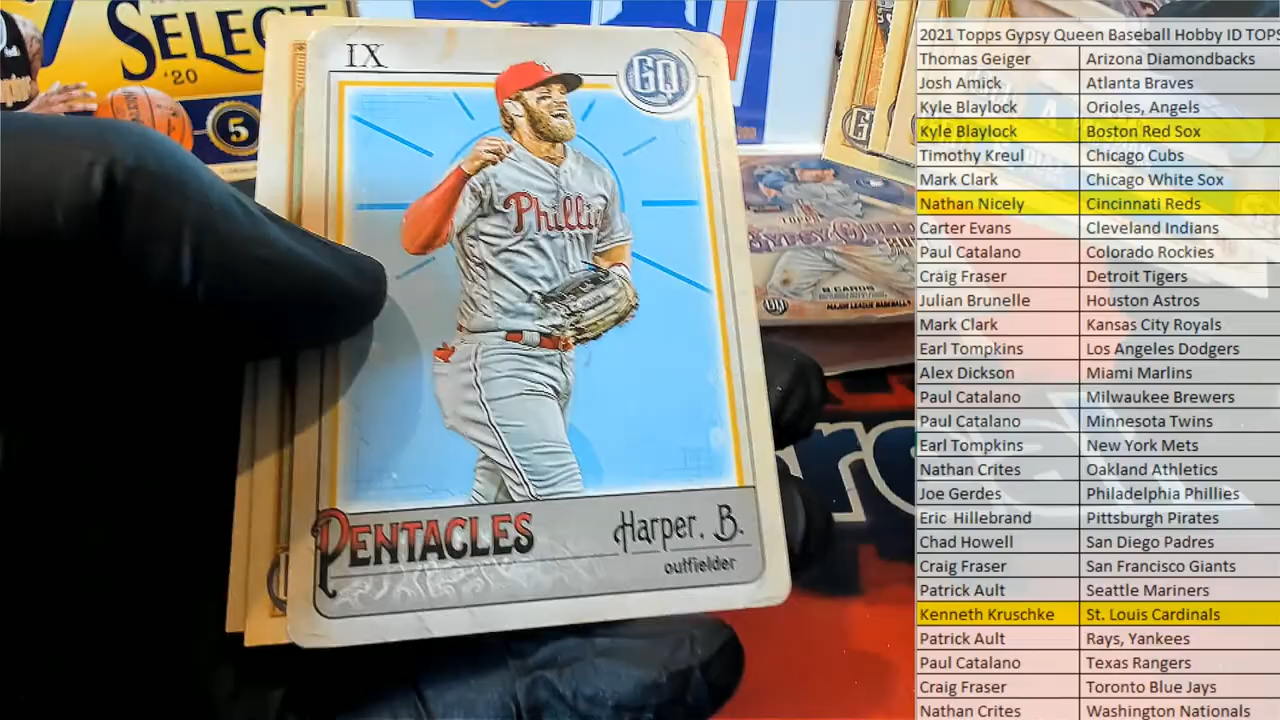 SELECT
'20
5
IX
GQ
Phillies
PENTACLES
Harper. B.
outfielder
8 CARDS
2021 Topps Gypsy Queen Baseball Hobby ID TOPS
Thomas Geiger Arizona Diamondbacks
Josh Amick Atlanta Braves
Kyle Blaylock Orioles, Angels
Kyle Blaylock Boston Red Sox
Timothy Kreul Chicago Cubs
Mark Clark Chicago White Sox
Nathan Nicely Cincinnati Reds
Carter Evans Cleveland Indians
Paul Catalano Colorado Rockies
Craig Fraser Detroit Tigers
Julian Brunelle Houston Astros
Mark Clark Kansas City Royals
Earl Tompkins Los Angeles Dodgers
Alex Dickson Miami Marlins
Paul Catalano Milwaukee Brewers
Paul Catalano Minnesota Twins
Earl Tompkins New York Mets
Nathan Crites Oakland Athletics
Joe Gerdes Philadelphia Phillies
Eric Hillebrand Pittsburgh Pirates
Chad Howell San Diego Padres
Craig Fraser San Francisco Giants
Patrick Ault Seattle Mariners
Kenneth Kruschke St. Louis Cardinals
Patrick Ault Rays, Yankees
Paul Catalano Texas Rangers
Craig Fraser Toronto Blue Jays
Nathan Crites Washington Nationals